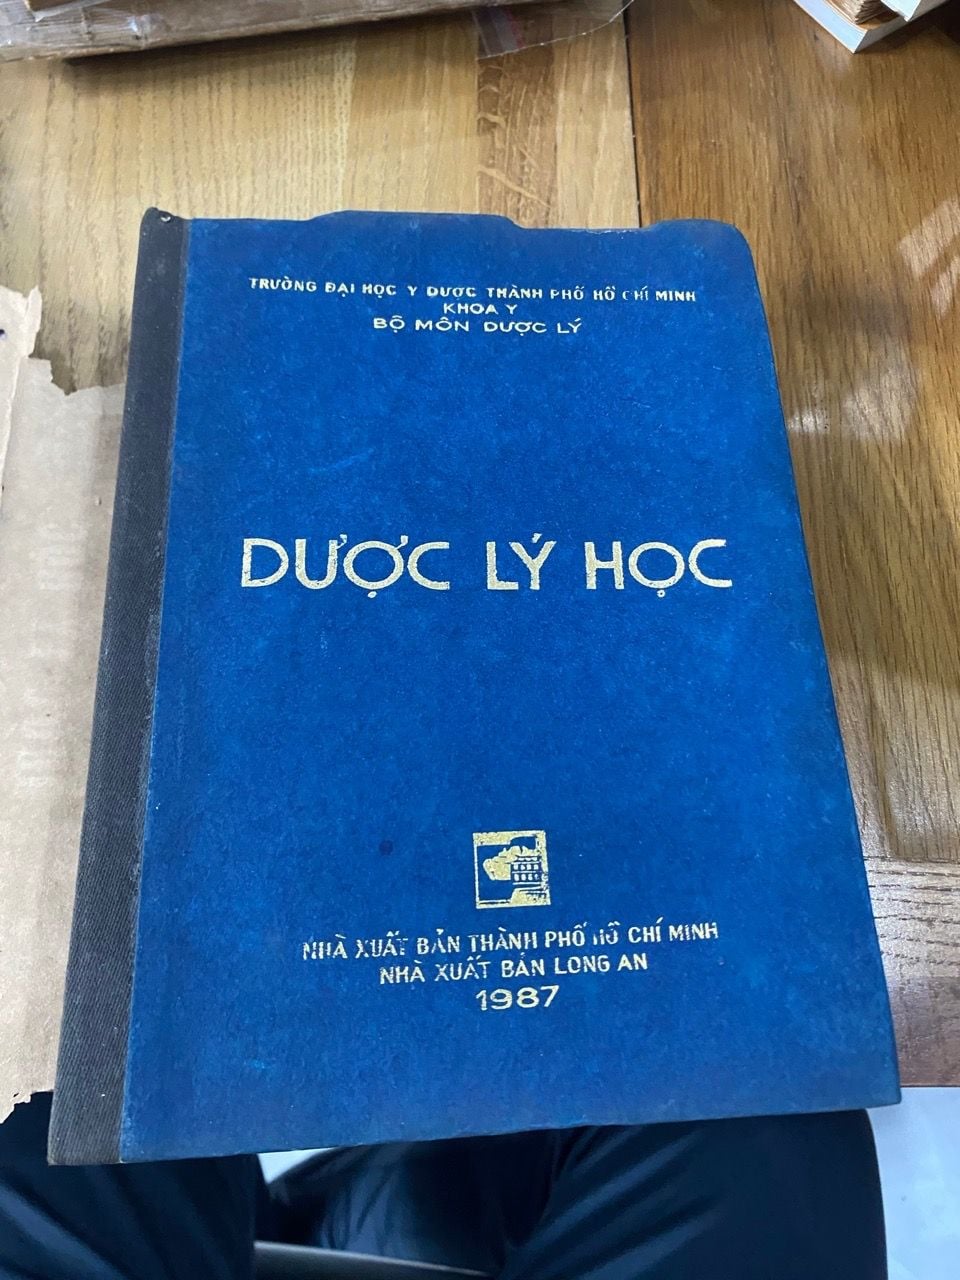 TRƯỜNG ĐẠI HỌC Y DƯỢC THÀNH PHỐ HỒ CHÍ MINH
KHOA Y
BỘ MÔN DƯỢC LÝ
DƯỢC LÝ HỌC
NHÀ XUẤT BẢN THÀNH PHỐ HỒ CHÍ MINH
NHÀ XUẤT BẢN LONG AN
1987